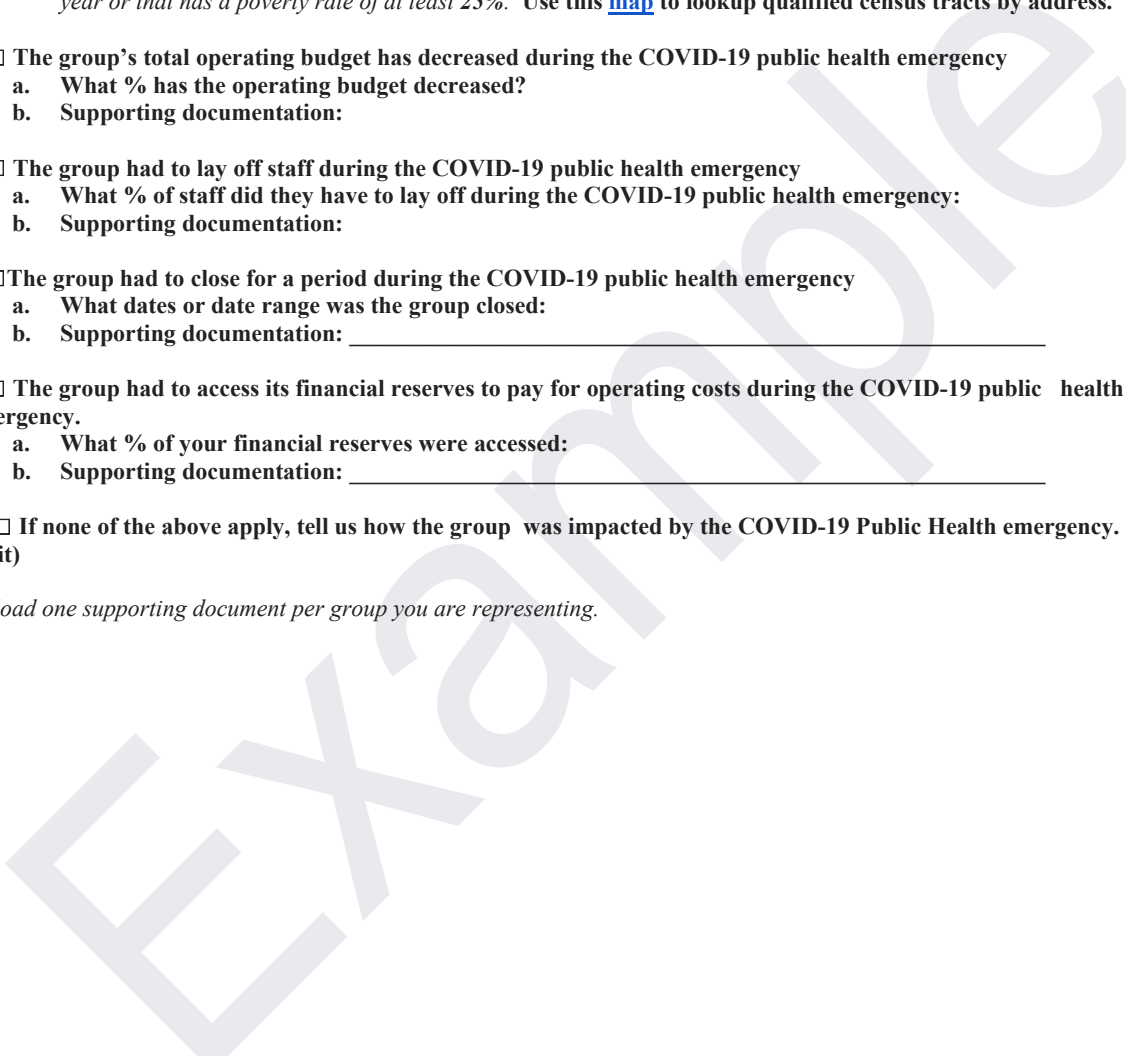 year or that has a poverty rate of at least 25%. Use this map to lookup qualified census tracts by address.
☐ The group’s total operating budget has decreased during the COVID-19 public health emergency
a. What % has the operating budget decreased?
b. Supporting documentation:
☐ The group had to lay off staff during the COVID-19 public health emergency
a. What % of staff did they have to lay off during the COVID-19 public health emergency:
b. Supporting documentation:
☐The group had to close for a period during the COVID-19 public health emergency
a. What dates or date range was the group closed:
b. Supporting documentation: ____________________________________________________________
☐ The group had to access its financial reserves to pay for operating costs during the COVID-19 public health
ergency.
a. What % of your financial reserves were accessed:
b. Supporting documentation: ____________________________________________________________
☐ If none of the above apply, tell us how the group was impacted by the COVID-19 Public Health emergency.
it)
oad one supporting document per group you are representing.
Example